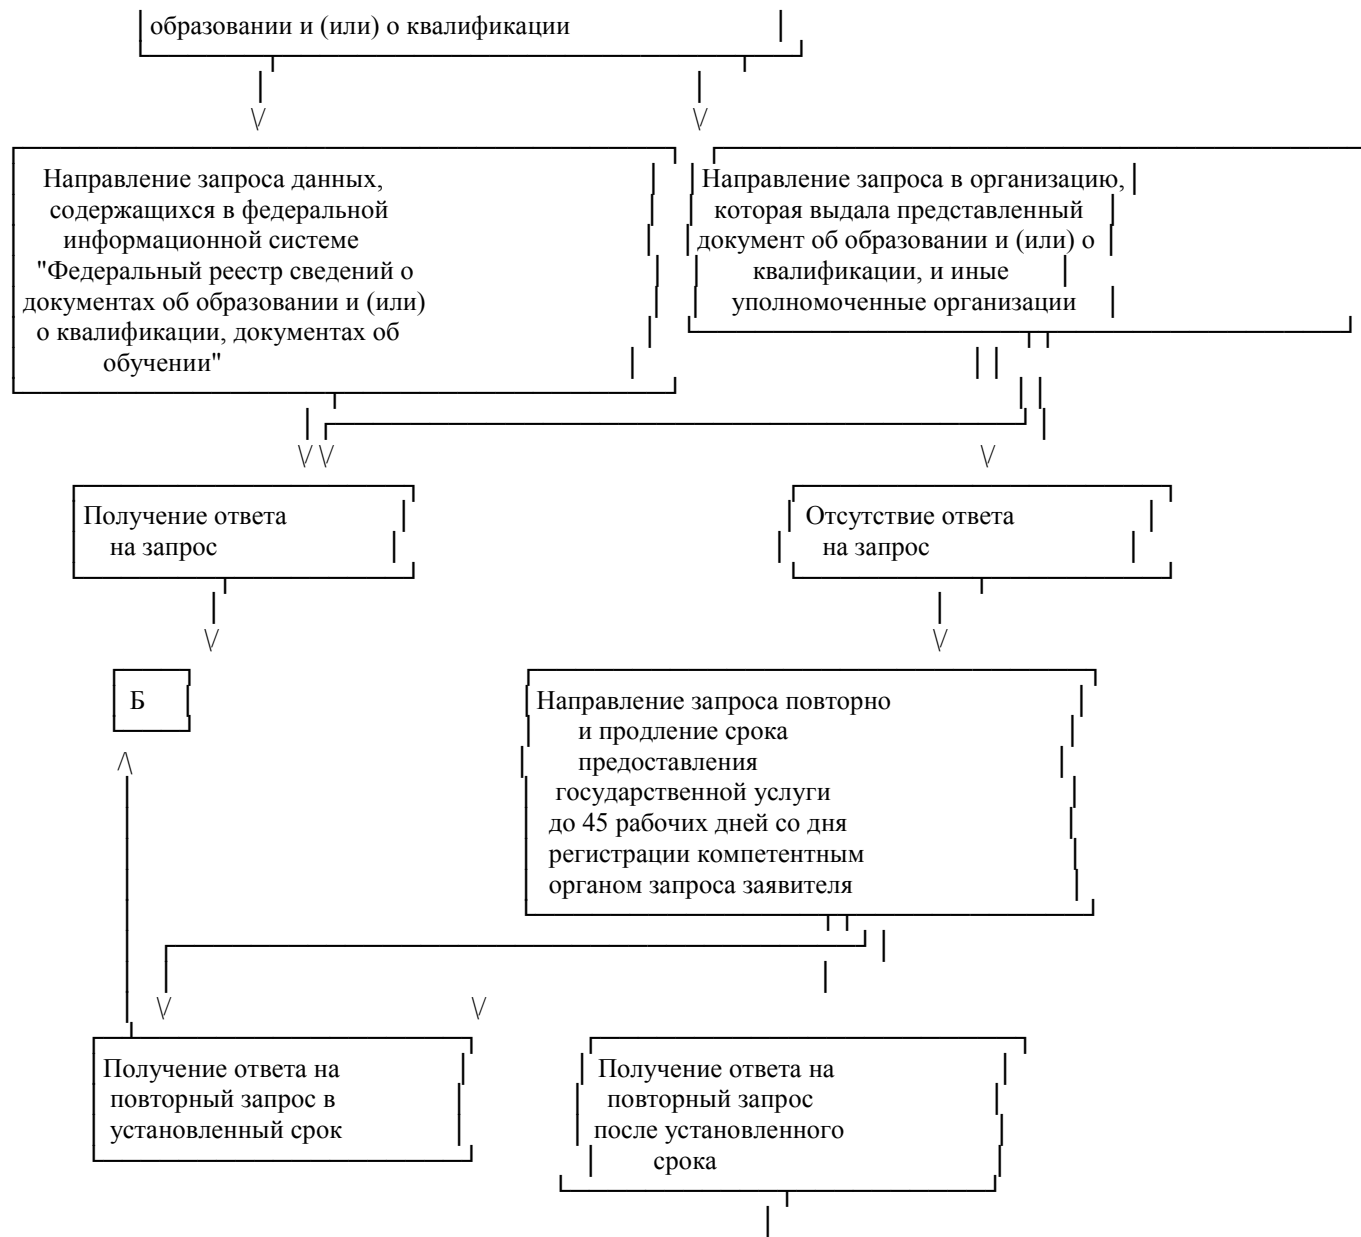 образовании и (или) о квалификации
Направление запроса данных,
содержащихся в федеральной
информационной системе
"Федеральный реестр сведений о
документах об образовании и (или)
о квалификации, документах об
обучении"
Направление запроса в организацию,
которая выдала представленный
документ об образовании и (или) о
квалификации, и иные
уполномоченные организации
Получение ответа
на запрос
Отсутствие ответа
на запрос
Б
Направление запроса повторно
и продление срока
предоставления
государственной услуги
до 45 рабочих дней со дня
регистрации компетентным
органом запроса заявителя
Получение ответа на
повторный запрос в
установленный срок
Получение ответа на
повторный запрос
после установленного
срока